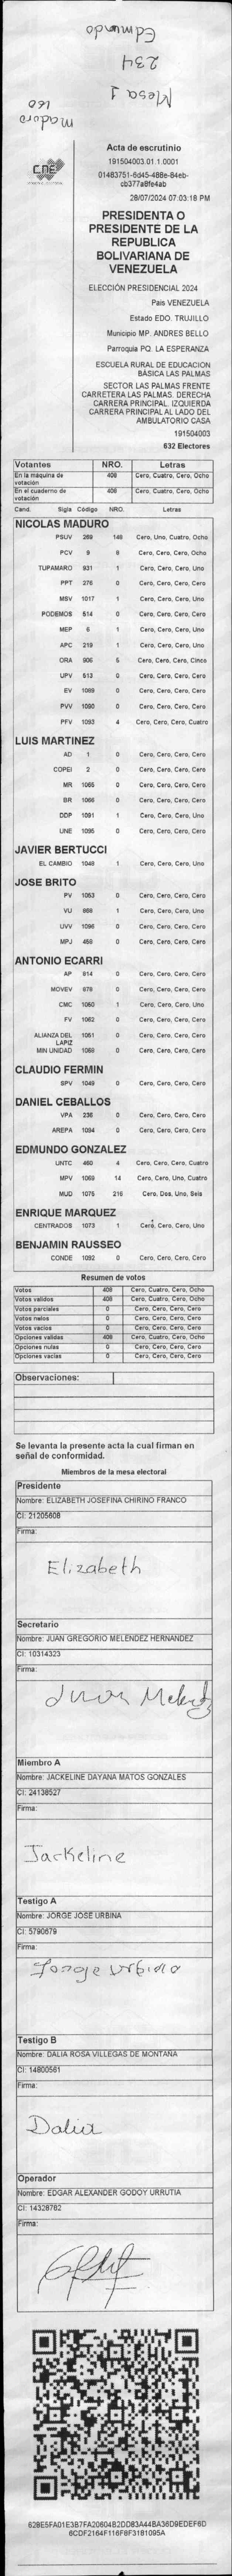 Edmundo
234
Mesa 1
160
maduro
CNE
Acta de escrutinio
191504003.01.1.0001
01483751-6d45-488e-84eb-
cb377a8fe4ab
28/07/2024 07:03:18 PM
PRESIDENTA O
PRESIDENTE DE LA
REPUBLICA
BOLIVARIANA DE
VENEZUELA
ELECCIÓN PRESIDENCIAL 2024
Pais VENEZUELA
Estado EDO. TRUJILLO
Municipio MP. ANDRES BELLO
Parroquia PQ. LA ESPERANZA
ESCUELA RURAL DE EDUCACION
BÁSICA LAS PALMAS
SECTOR LAS PALMAS FRENTE
CARRETERA LAS PALMAS. DERECHA
CARRERA PRINCIPAL. IZQUIERDA
CARRERA PRINCIPAL AL LADO DEL
AMBULATORIO CASA
191504003
632 Electores
Votantes NRO. Letras
En la máquina de votación 408 Cero, Cuatro, Cero, Ocho
En el cuaderno de votación 408 Cero, Cuatro, Cero, Ocho
Cand. Sigla Código NRO. Letras
NICOLAS MADURO
PSUV 269 148 Cero, Uno, Cuatro, Ocho
PCV 9 8 Cero, Cero, Cero, Ocho
TUPAMARO 931 1 Cero, Cero, Cero, Uno
PPT 276 0 Cero, Cero, Cero, Cero
MSV 1017 1 Cero, Cero, Cero, Uno
PODEMOS 514 0 Cero, Cero, Cero, Cero
MEP 6 1 Cero, Cero, Cero, Uno
APC 219 1 Cero, Cero, Cero, Uno
ORA 906 5 Cero, Cero, Cero, Cinco
UPV 513 0 Cero, Cero, Cero, Cero
EV 1089 0 Cero, Cero, Cero, Cero
PVV 1090 0 Cero, Cero, Cero, Cero
PFV 1093 4 Cero, Cero, Cero, Cuatro
LUIS MARTINEZ
AD 1 0 Cero, Cero, Cero, Cero
COPEI 2 0 Cero, Cero, Cero, Cero
MR 1065 0 Cero, Cero, Cero, Cero
BR 1066 0 Cero, Cero, Cero, Cero
DDP 1091 1 Cero, Cero, Cero, Uno
UNE 1095 0 Cero, Cero, Cero, Cero
JAVIER BERTUCCI
EL CAMBIO 1048 1 Cero, Cero, Cero, Uno
JOSE BRITO
PV 1053 0 Cero, Cero, Cero, Cero
VU 868 1 Cero, Cero, Cero, Uno
UVV 1096 0 Cero, Cero, Cero, Cero
MPJ 458 0 Cero, Cero, Cero, Cero
ANTONIO ECARRI
AP 814 0 Cero, Cero, Cero, Cero
MOVEV 978 0 Cero, Cero, Cero, Cero
CMC 1050 1 Cero, Cero, Cero, Uno
FV 1062 0 Cero, Cero, Cero, Cero
ALIANZA DEL LAPIZ 1051 0 Cero, Cero, Cero, Cero
MIN UNIDAD 1088 0 Cero, Cero, Cero, Cero
CLAUDIO FERMIN
SPV 1049 0 Cero, Cero, Cero, Cero
DANIEL CEBALLOS
VPA 236 0 Cero, Cero, Cero, Cero
AREPA 1094 0 Cero, Cero, Cero, Cero
EDMUNDO GONZALEZ
UNTC 460 4 Cero, Cero, Cero, Cuatro
MPV 1069 14 Cero, Cero, Uno, Cuatro
MUD 1075 216 Cero, Dos, Uno, Seis
ENRIQUE MARQUEZ
CENTRADOS 1073 1 Cero, Cero, Cero, Uno
BENJAMIN RAUSSEO
CONDE 1092 0 Cero, Cero, Cero, Cero
Resumen de votos
Votos 408 Cero, Cuatro, Cero, Ocho
Votos validos 408 Cero, Cuatro, Cero, Ocho
Votos parciales 0 Cero, Cero, Cero, Cero
Votos nulos 0 Cero, Cero, Cero, Cero
Votos vacios 0 Cero, Cero, Cero, Cero
Opciones validas 408 Cero, Cuatro, Cero, Ocho
Opciones nulas 0 Cero, Cero, Cero, Cero
Opciones vacias 0 Cero, Cero, Cero, Cero
Observaciones:
Se levanta la presente acta la cual firman en
señal de conformidad.
Miembros de la mesa electoral
Presidente
Nombre: ELIZABETH JOSEFINA CHIRINO FRANCO
CI: 21205608
Firma:
Elizabeth
Secretario
Nombre: JUAN GREGORIO MELENDEZ HERNANDEZ
CI: 10314323
Firma:
Juan Melendez
Miembro A
Nombre: JACKELINE DAYANA MATOS GONZALES
CI: 24136527
Firma:
Jackeline
Testigo A
Nombre: JORGE JOSE URBINA
CI: 5790679
Firma:
Jorge Urbina
Testigo B
Nombre: DALIA ROSA VILLEGAS DE MONTAÑA
CI: 14800561
Firma:
Dalia
Operador
Nombre: EDGAR ALEXANDER GODOY URRUTIA
CI: 14328782
Firma:
628E5FA01E3B7FA20604B2DD83A44BA36D9EDEF6D
6CDF2164F116F8F3181095A